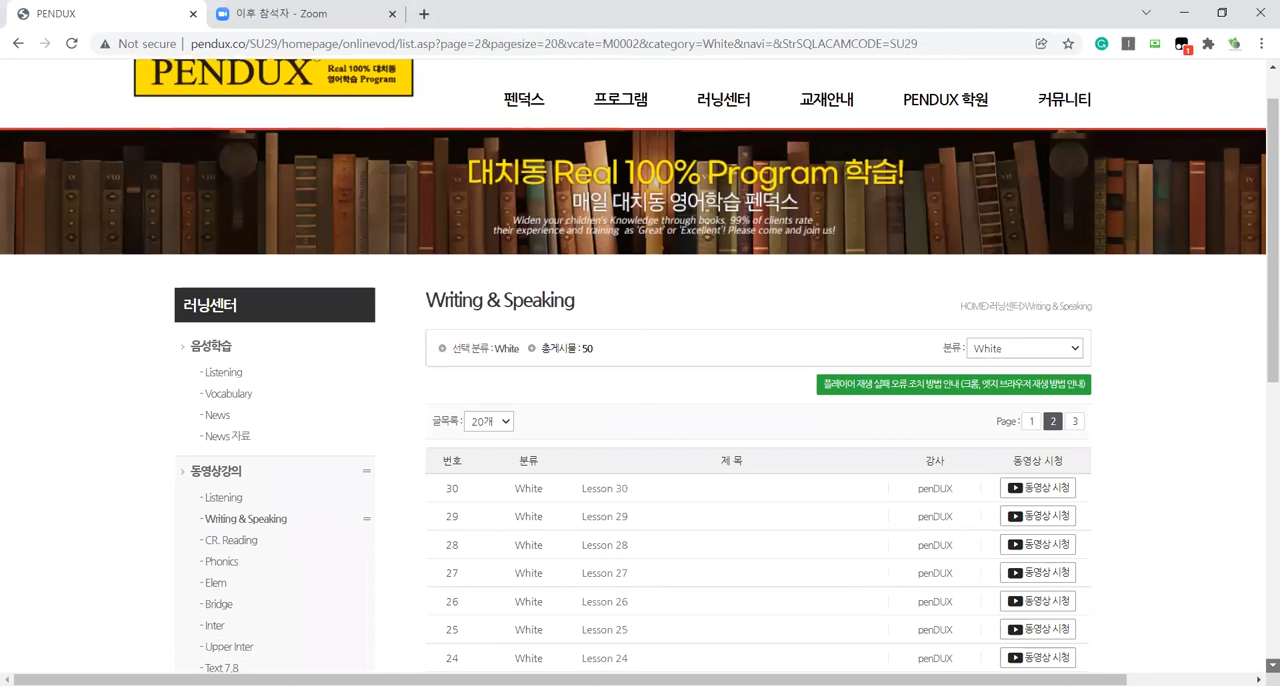 PENDUX
이후 참석자 - Zoom
Not secure
pendux.co/SU29/homepage/onlinevod/list.asp?page=2&pagesize=20&vcate=M0002&category=White&navi=&StrSQLACAMCODE=SU29
1
PENDUX Real 100% 대치동
영어학습 Program
펜덕스 프로그램 러닝센터 교재안내 PENDUX 학원 커뮤니티
대치동 Real 100% Program 학습!
매일 대치동 영어학습 펜덕스
Widen your children's Knowledge through books. 99% of clients rate
their experience and training as 'Great' or 'Excellent'! Please come and join us!
러닝센터
음성학습
- Listening
- Vocabulary
- News
- News 자료
동영상강의
- Listening
- Writing & Speaking
- CR. Reading
- Phonics
- Elem
- Bridge
- Inter
- Upper Inter
- Text 7,8.
Writing & Speaking
HOME>러닝센터>Writing & Speaking
선택 분류 : White 총게시물 : 50
분류 : White
플레이어 재생 실패 오류 조치 방법 안내 (크롬, 엣지 브라우저 재생 방법 안내)
글목록 : 20개
Page : 1 2 3
번호 분류 제 목 강사 동영상 시청
30 White Lesson 30 penDUX 동영상 시청
29 White Lesson 29 penDUX 동영상 시청
28 White Lesson 28 penDUX 동영상 시청
27 White Lesson 27 penDUX 동영상 시청
26 White Lesson 26 penDUX 동영상 시청
25 White Lesson 25 penDUX 동영상 시청
24 White Lesson 24 penDUX 동영상 시청